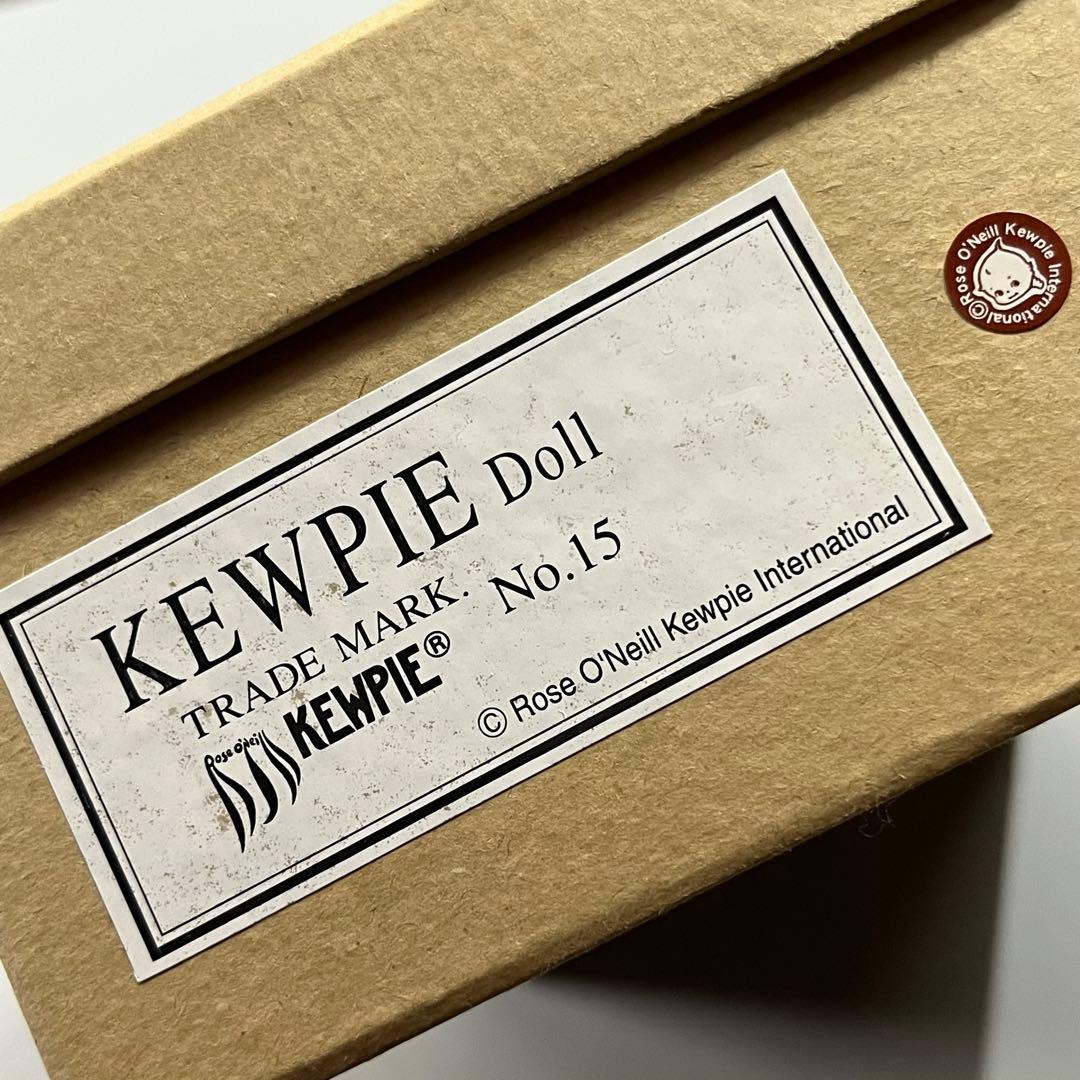 KEWPIE Doll
TRADE MARK. No.15
Rose O'Neill
KEWPIE®
© Rose O'Neill Kewpie International
©Rose O'Neill Kewpie International